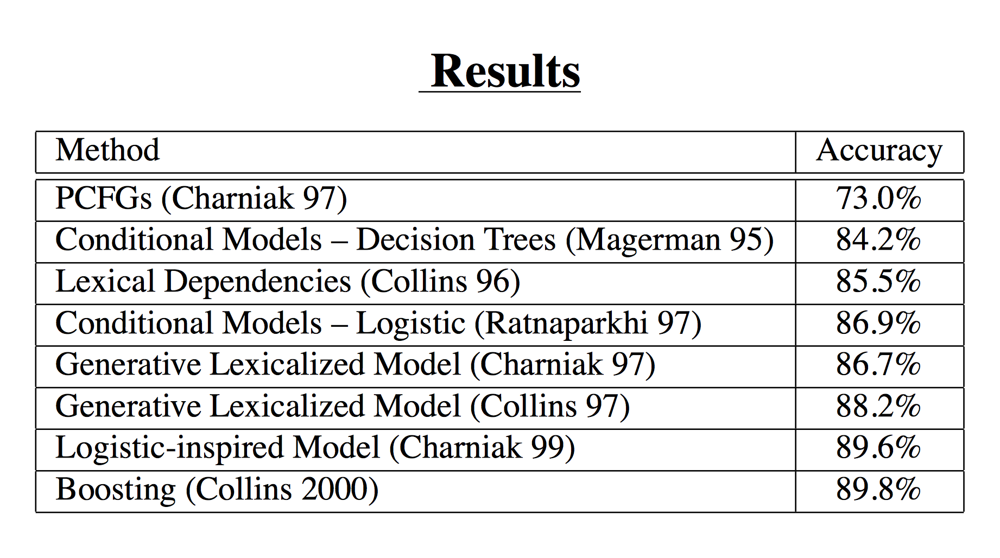 Results
Method Accuracy
PCFGs (Charniak 97) 73.0%
Conditional Models – Decision Trees (Magerman 95) 84.2%
Lexical Dependencies (Collins 96) 85.5%
Conditional Models – Logistic (Ratnaparkhi 97) 86.9%
Generative Lexicalized Model (Charniak 97) 86.7%
Generative Lexicalized Model (Collins 97) 88.2%
Logistic-inspired Model (Charniak 99) 89.6%
Boosting (Collins 2000) 89.8%